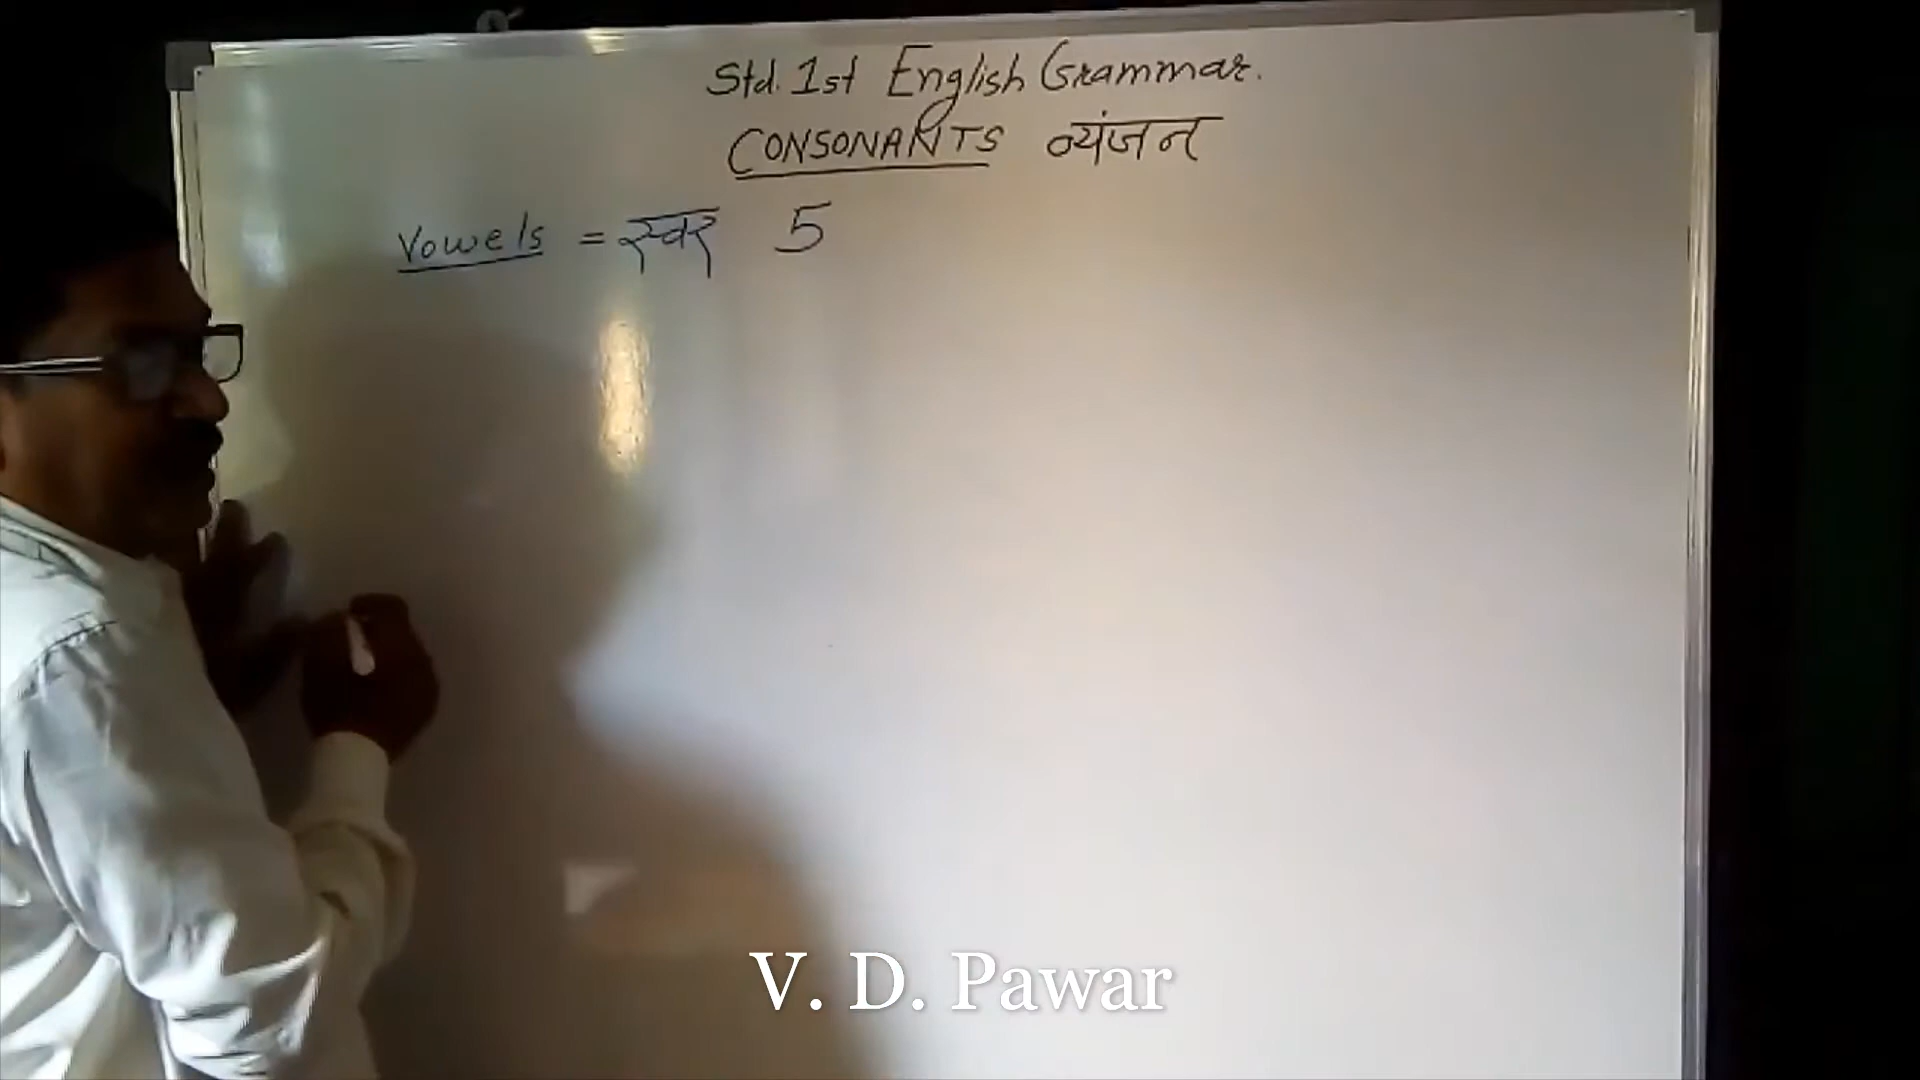 Std. 1st English Grammar.
CONSONANTS व्यंजन
Vowels = स्वर 5
V. D. Pawar